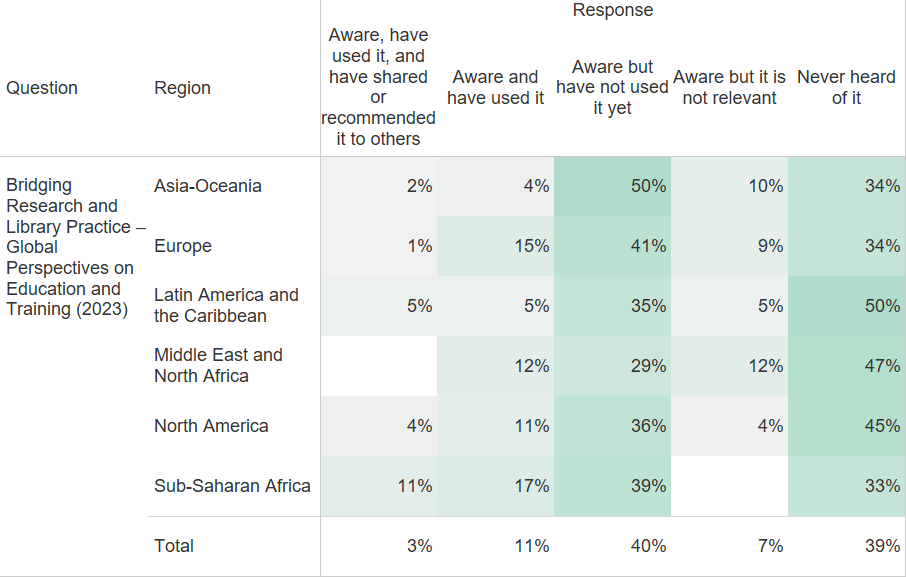 Response
Question
Region
Aware, have
used it, and
have shared
or
recommended
it to others
Aware and
have used it
Aware but
have not used
it yet
Aware but it is
not relevant
Never heard
of it
Bridging
Research and
Library Practice –
Global
Perspectives on
Education and
Training (2023)
Asia-Oceania 2% 4% 50% 10% 34%
Europe 1% 15% 41% 9% 34%
Latin America and
the Caribbean 5% 5% 35% 5% 50%
Middle East and
North Africa 12% 29% 12% 47%
North America 4% 11% 36% 4% 45%
Sub-Saharan Africa 11% 17% 39% 33%
Total 3% 11% 40% 7% 39%